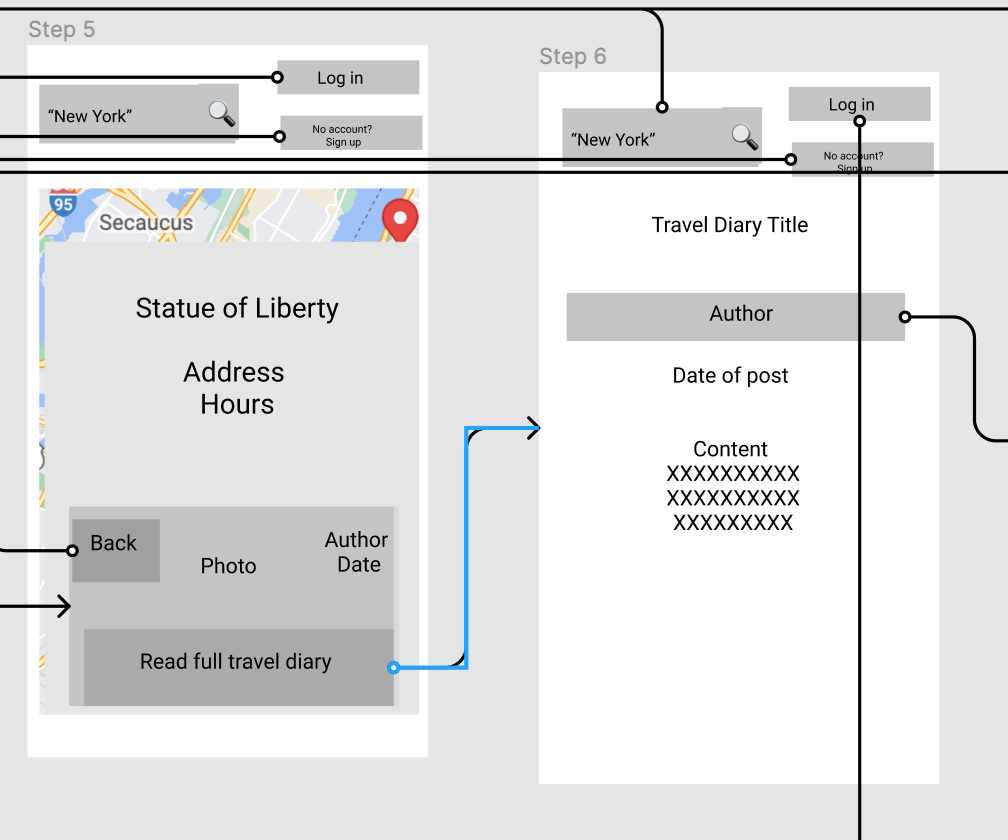 Step 5
Log in
“New York”
No account?
Sign up
95
Secaucus
Statue of Liberty
Address
Hours
Back
Photo
Author
Date
Read full travel diary
Step 6
Log in
“New York”
No account?
Sign up
Travel Diary Title
Author
Date of post
Content
XXXXXXXXXX
XXXXXXXXXX
XXXXXXXXX